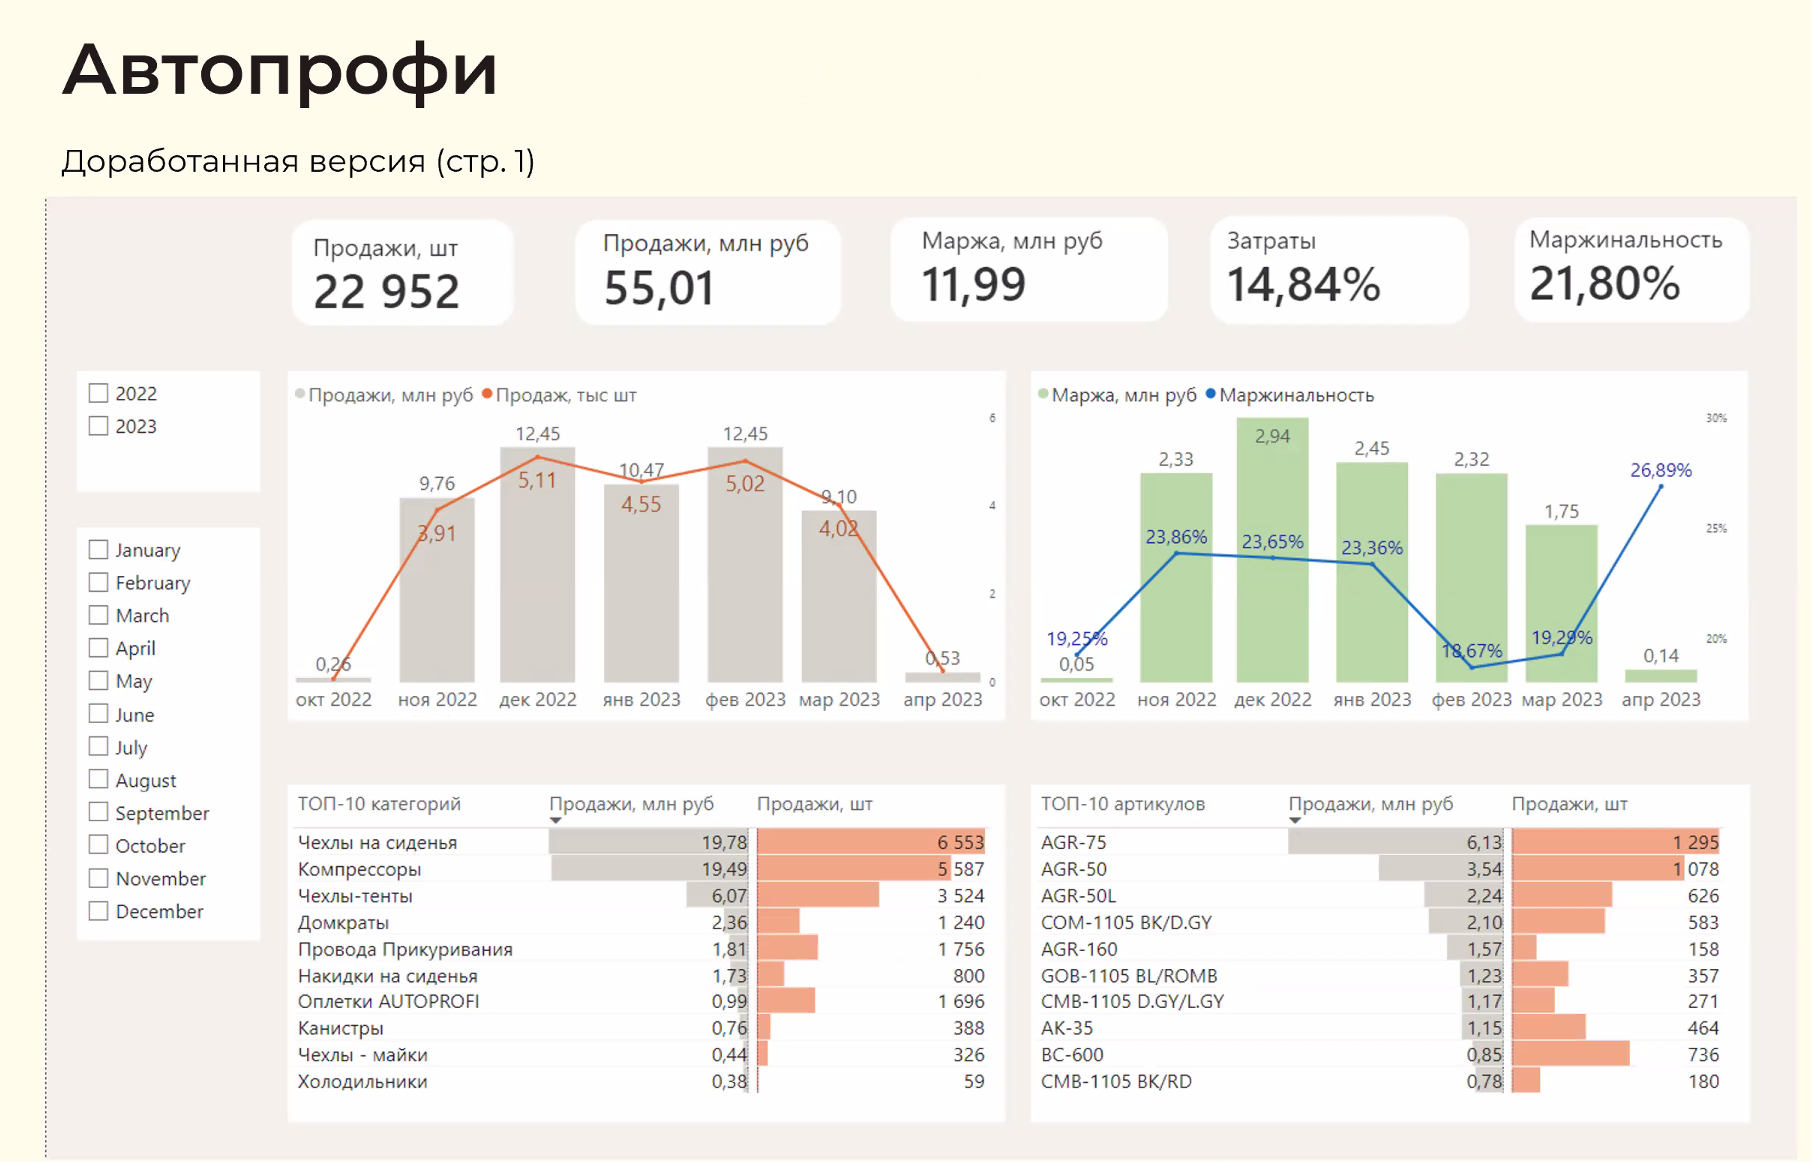 Автопрофи
Доработанная версия (стр. 1)
Продажи, шт
22 952
Продажи, млн руб
55,01
Маржа, млн руб
11,99
Затраты
14,84%
Маржинальность
21,80%
2022
2023
January
February
March
April
May
June
July
August
September
October
November
December
Продажи, млн руб Продаж, тыс шт
6
4
2
0
12,45 12,45
10,47
9,76
9,10
0,26 0,53
5,11 5,02
4,55
3,91 4,02
окт 2022 ноя 2022 дек 2022 янв 2023 фев 2023 мар 2023 апр 2023
Маржа, млн руб Маржинальность
30%
25%
20%
2,94
2,33 2,45 2,32
1,75
0,05 0,14
26,89%
23,86% 23,65% 23,36%
19,25% 18,67% 19,29%
окт 2022 ноя 2022 дек 2022 янв 2023 фев 2023 мар 2023 апр 2023
ТОП-10 категорий Продажи, млн руб Продажи, шт
Чехлы на сиденья 19,78 6 553
Компрессоры 19,49 5 587
Чехлы-тенты 6,07 3 524
Домкраты 2,36 1 240
Провода Прикуривания 1,81 1 756
Накидки на сиденья 1,73 800
Оплетки AUTOPROFI 0,99 1 696
Канистры 0,76 388
Чехлы - майки 0,44 326
Холодильники 0,38 59
ТОП-10 артикулов Продажи, млн руб Продажи, шт
AGR-75 6,13 1 295
AGR-50 3,54 1 078
AGR-50L 2,24 626
COM-1105 BK/D.GY 2,10 583
AGR-160 1,57 158
GOB-1105 BL/ROMB 1,23 357
CMB-1105 D.GY/L.GY 1,17 271
АК-35 1,15 464
BC-600 0,85 736
CMB-1105 BK/RD 0,78 180